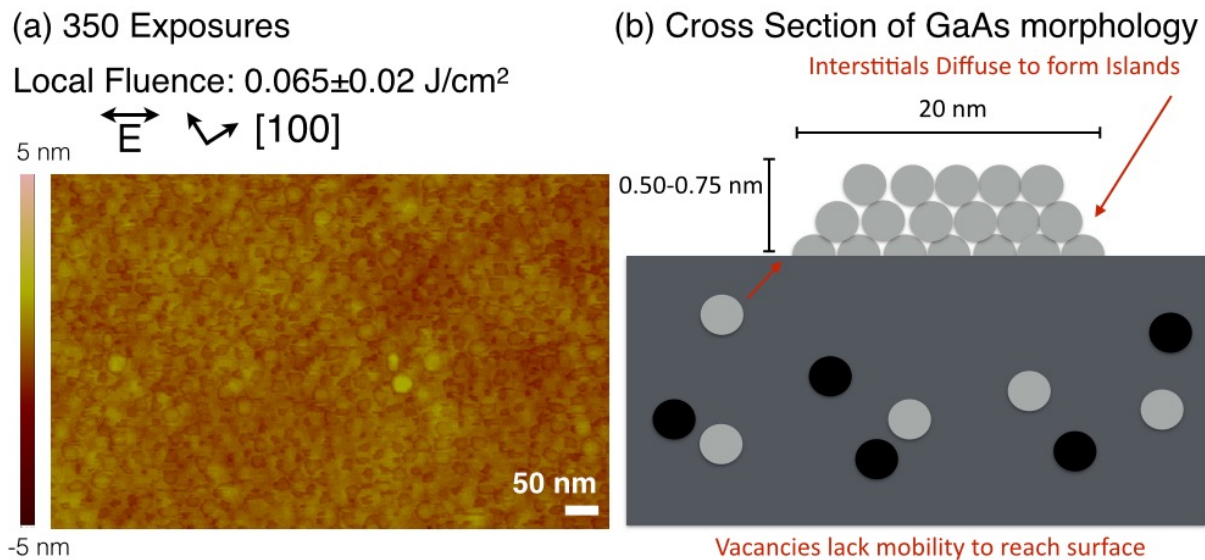 (a) 350 Exposures
Local Fluence: 0.065±0.02 J/cm²
E
[100]
5 nm
50 nm
-5 nm
(b) Cross Section of GaAs morphology
Interstitials Diffuse to form Islands
20 nm
0.50-0.75 nm
Vacancies lack mobility to reach surface